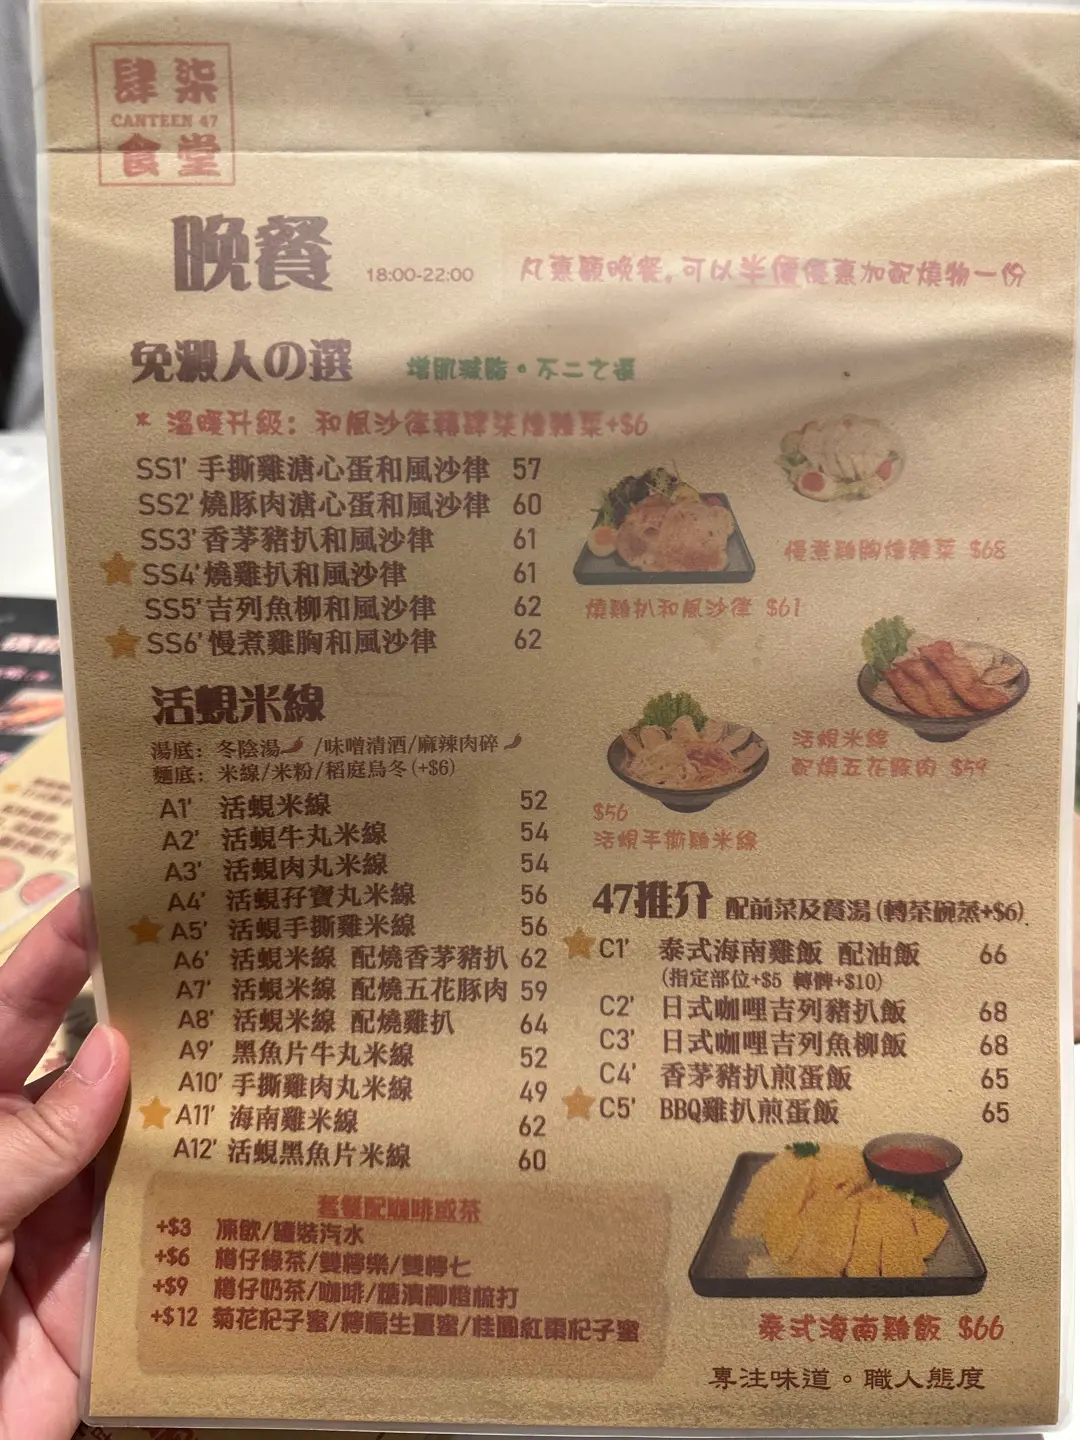 肆柒
CANTEEN 47
食堂
晚餐 18:00-22:00
凡惠顧晚餐，可以半價優惠加配燒物一份
免澱人の選 增肌減脂。不二之選
* 溫暖升級：和風沙律轉肆柒燴雜菜+$6
SS1' 手撕雞溏心蛋和風沙律 57
SS2' 燒豚肉溏心蛋和風沙律 60
SS3' 香茅豬扒和風沙律 61
SS4' 燒雞扒和風沙律 61
SS5' 吉列魚柳和風沙律 62
SS6' 慢煮雞胸和風沙律 62
慢煮雞胸燴雜菜 $68
燒雞扒和風沙律 $61
活蜆米線
湯底：冬陰湯/味噌清酒/麻辣肉碎
麵底：米線/米粉/稻庭烏冬(+$6)
A1' 活蜆米線 52
A2' 活蜆牛丸米線 54
A3' 活蜆肉丸米線 54
A4' 活蜆孖寶丸米線 56
A5' 活蜆手撕雞米線 56
A6' 活蜆米線 配燒香茅豬扒 62
A7' 活蜆米線 配燒五花豚肉 59
A8' 活蜆米線 配燒雞扒 64
A9' 黑魚片牛丸米線 52
A10' 手撕雞肉丸米線 49
A11' 海南雞米線 62
A12' 活蜆黑魚片米線 60
活蜆米線
配燒五花豚肉 $59
$56
活蜆手撕雞米線
47推介 配前菜及餐湯(轉茶碗蒸+$6)
C1' 泰式海南雞飯 配油飯 66
(指定部位+$5 轉髀+$10)
C2' 日式咖哩吉列豬扒飯 68
C3' 日式咖哩吉列魚柳飯 68
C4' 香茅豬扒煎蛋飯 65
C5' BBQ雞扒煎蛋飯 65
套餐配咖啡或茶
+$3 凍飲/罐裝汽水
+$6 樽仔綠茶/雙檸樂/雙檸七
+$9 樽仔奶茶/咖啡/糖漬柳橙梳打
+$12 菊花杞子蜜/檸檬生薑蜜/桂圓紅棗杞子蜜
泰式海南雞飯 $66
專注味道。職人態度